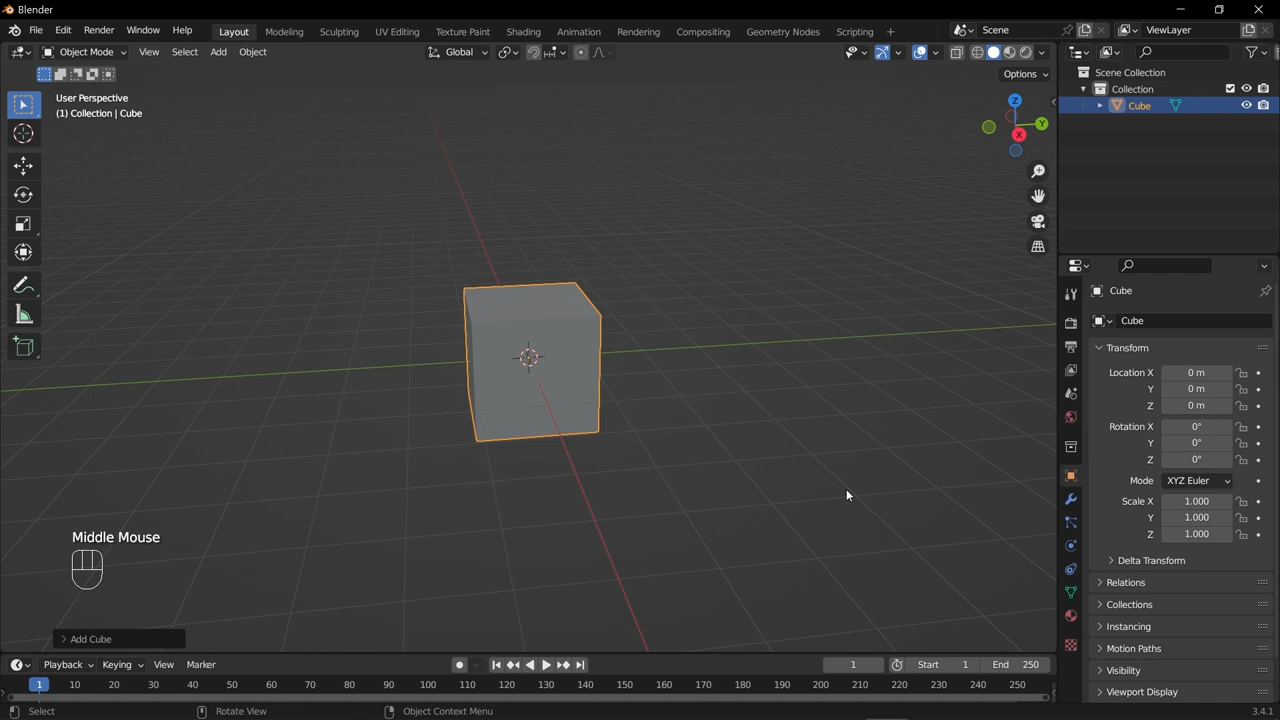 Blender
File Edit Render Window Help Layout Modeling Sculpting UV Editing Texture Paint Shading Animation Rendering Compositing Geometry Nodes Scripting + Scene ViewLayer
Object Mode View Select Add Object Global
Options
User Perspective
(1) Collection | Cube
Z
Y
X
Scene Collection
Collection
Cube
Cube
Cube
Transform
Location X 0 m
Y 0 m
Z 0 m
Rotation X 0°
Y 0°
Z 0°
Mode XYZ Euler
Scale X 1.000
Y 1.000
Z 1.000
Delta Transform
Relations
Collections
Instancing
Motion Paths
Visibility
Viewport Display
Middle Mouse
Add Cube
Playback Keying View Marker 1 Start 1 End 250
1 10 20 30 40 50 60 70 80 90 100 110 120 130 140 150 160 170 180 190 200 210 220 230 240 250
Select Rotate View Object Context Menu 3.4.1